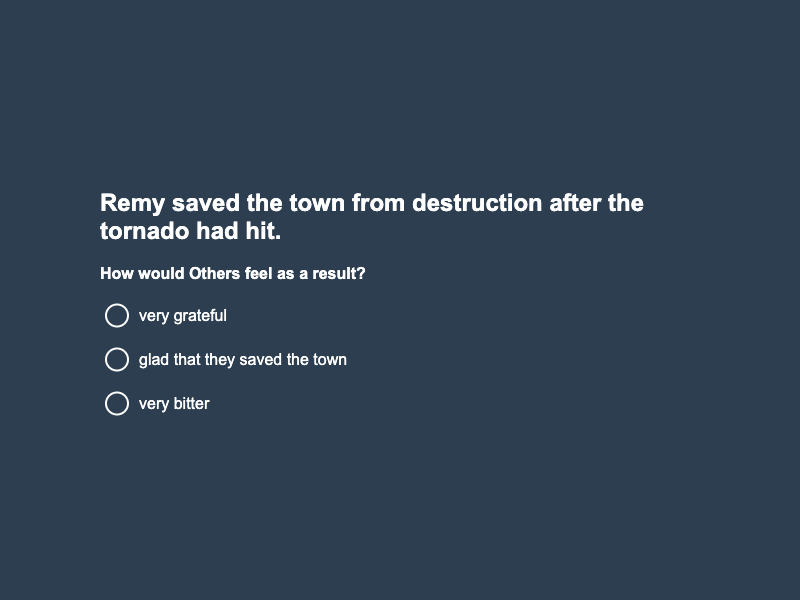 Remy saved the town from destruction after the
tornado had hit.
How would Others feel as a result?
very grateful
glad that they saved the town
very bitter